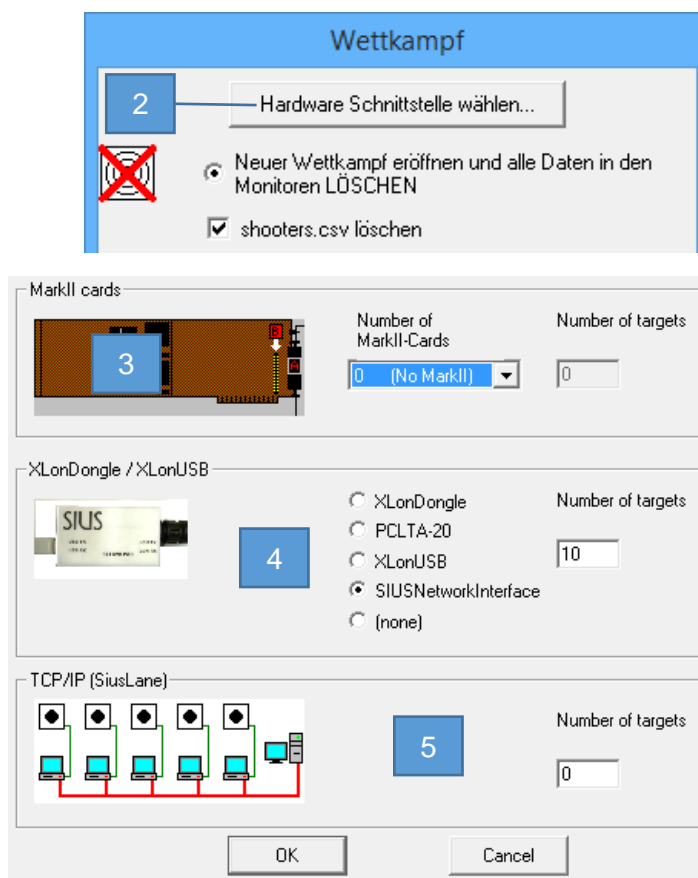 Wettkampf
2
Hardware Schnittstelle wählen...
Neuer Wettkampf eröffnen und alle Daten in den
Monitoren LÖSCHEN
shooters.csv löschen
MarkII cards
3
B
A
Number of
MarkII-Cards
Number of targets
0 (No MarkII)
0
XLonDongle / XLonUSB
SIUS
4
XLonDongle
PCLTA-20
XLonUSB
SIUSNetworkInterface
(none)
Number of targets
10
TCP/IP (SiusLane)
5
Number of targets
0
OK
Cancel